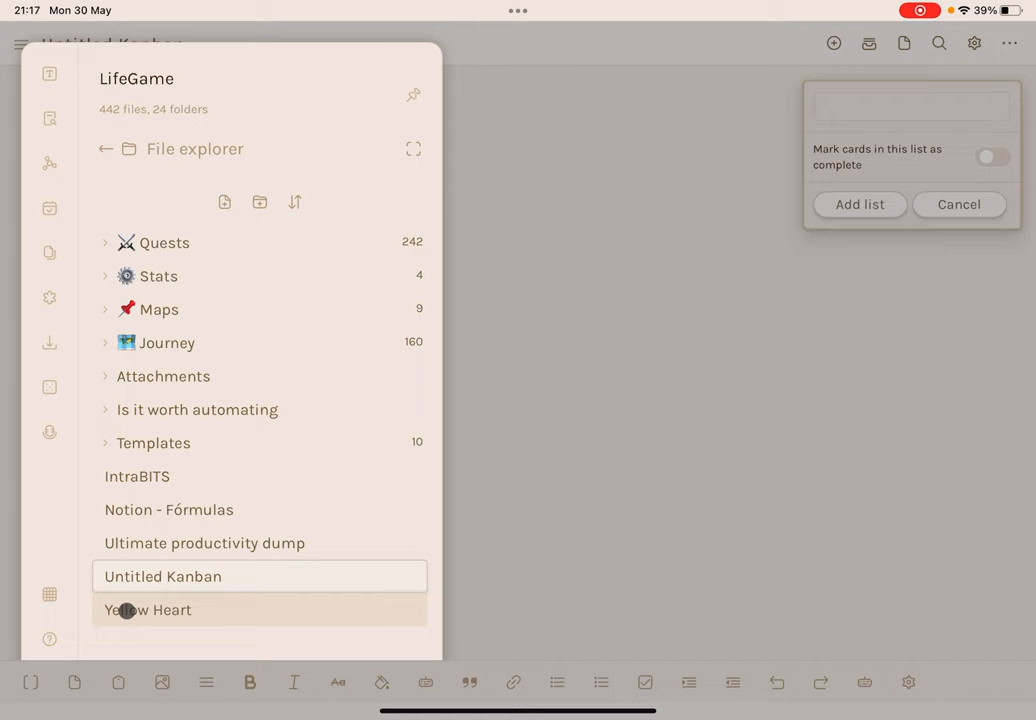 21:17 Mon 30 May
39%
Untitled Kanban
LifeGame
442 files, 24 folders
File explorer
Quests 242
Stats 4
Maps 9
Journey 160
Attachments
Is it worth automating
Templates 10
IntraBITS
Notion - Fórmulas
Ultimate productivity dump
Untitled Kanban
Yellow Heart
Mark cards in this list as
complete
Add list Cancel